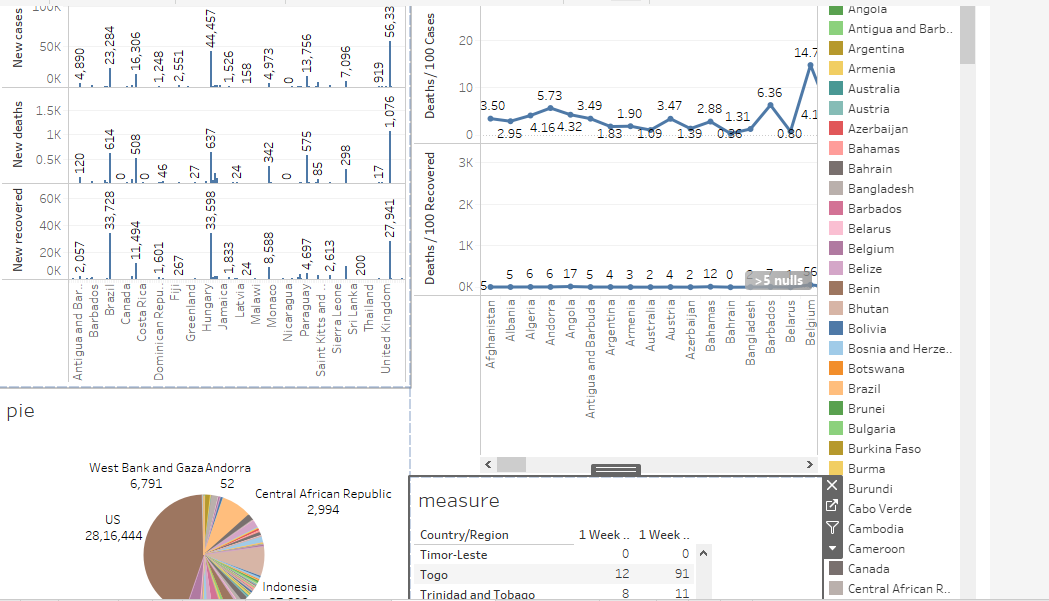 New cases
100K
50K
0K
4,890
23,284
16,306
1,248
2,551
44,457
1,526
158
4,973
0
13,756
7,096
919
56,33
New deaths
1.5K
1K
0.5K
120
614
0
508
0
46
27
637
24
342
0
575
85
298
17
1,076
New recovered
60K
40K
20K
0K
2,057
33,728
11,494
1,601
267
33,598
1,833
24
8,588
4,697
2,613
200
27,941
Antigua and Bar..
Barbados
Brazil
Canada
Costa Rica
Dominican Repu..
Fiji
Greenland
Hungary
Jamaica
Latvia
Malawi
Monaco
Nicaragua
Paraguay
Saint Kitts and ..
Sierra Leone
Sri Lanka
Thailand
United Kingdom
Deaths / 100 Cases
20
10
0
3.50
2.95
5.73
4.16
4.32
3.49
1.83
1.90
1.09
3.47
1.39
2.88
0.86
1.31
6.36
0.80
14.7
4.1
Deaths / 100 Recovered
3K
2K
1K
0K
5
5
6
6
17
5
4
3
2
4
2
12
0
>5 nulls
56
Afghanistan
Albania
Algeria
Andorra
Angola
Antigua and Barbuda
Argentina
Armenia
Australia
Austria
Azerbaijan
Bahamas
Bahrain
Bangladesh
Barbados
Belarus
Belgium
Angola
Antigua and Barb..
Argentina
Armenia
Australia
Austria
Azerbaijan
Bahamas
Bahrain
Bangladesh
Barbados
Belarus
Belgium
Belize
Benin
Bhutan
Bolivia
Bosnia and Herze..
Botswana
Brazil
Brunei
Bulgaria
Burkina Faso
Burma
Burundi
Cabo Verde
Cambodia
Cameroon
Canada
Central African R..
pie
West Bank and Gaza
6,791
Andorra
52
Central African Republic
2,994
US
28,16,444
Indonesia
measure
Country/Region 1 Week .. 1 Week ..
Timor-Leste 0 0
Togo 12 91
Trinidad and Tobago 8 11